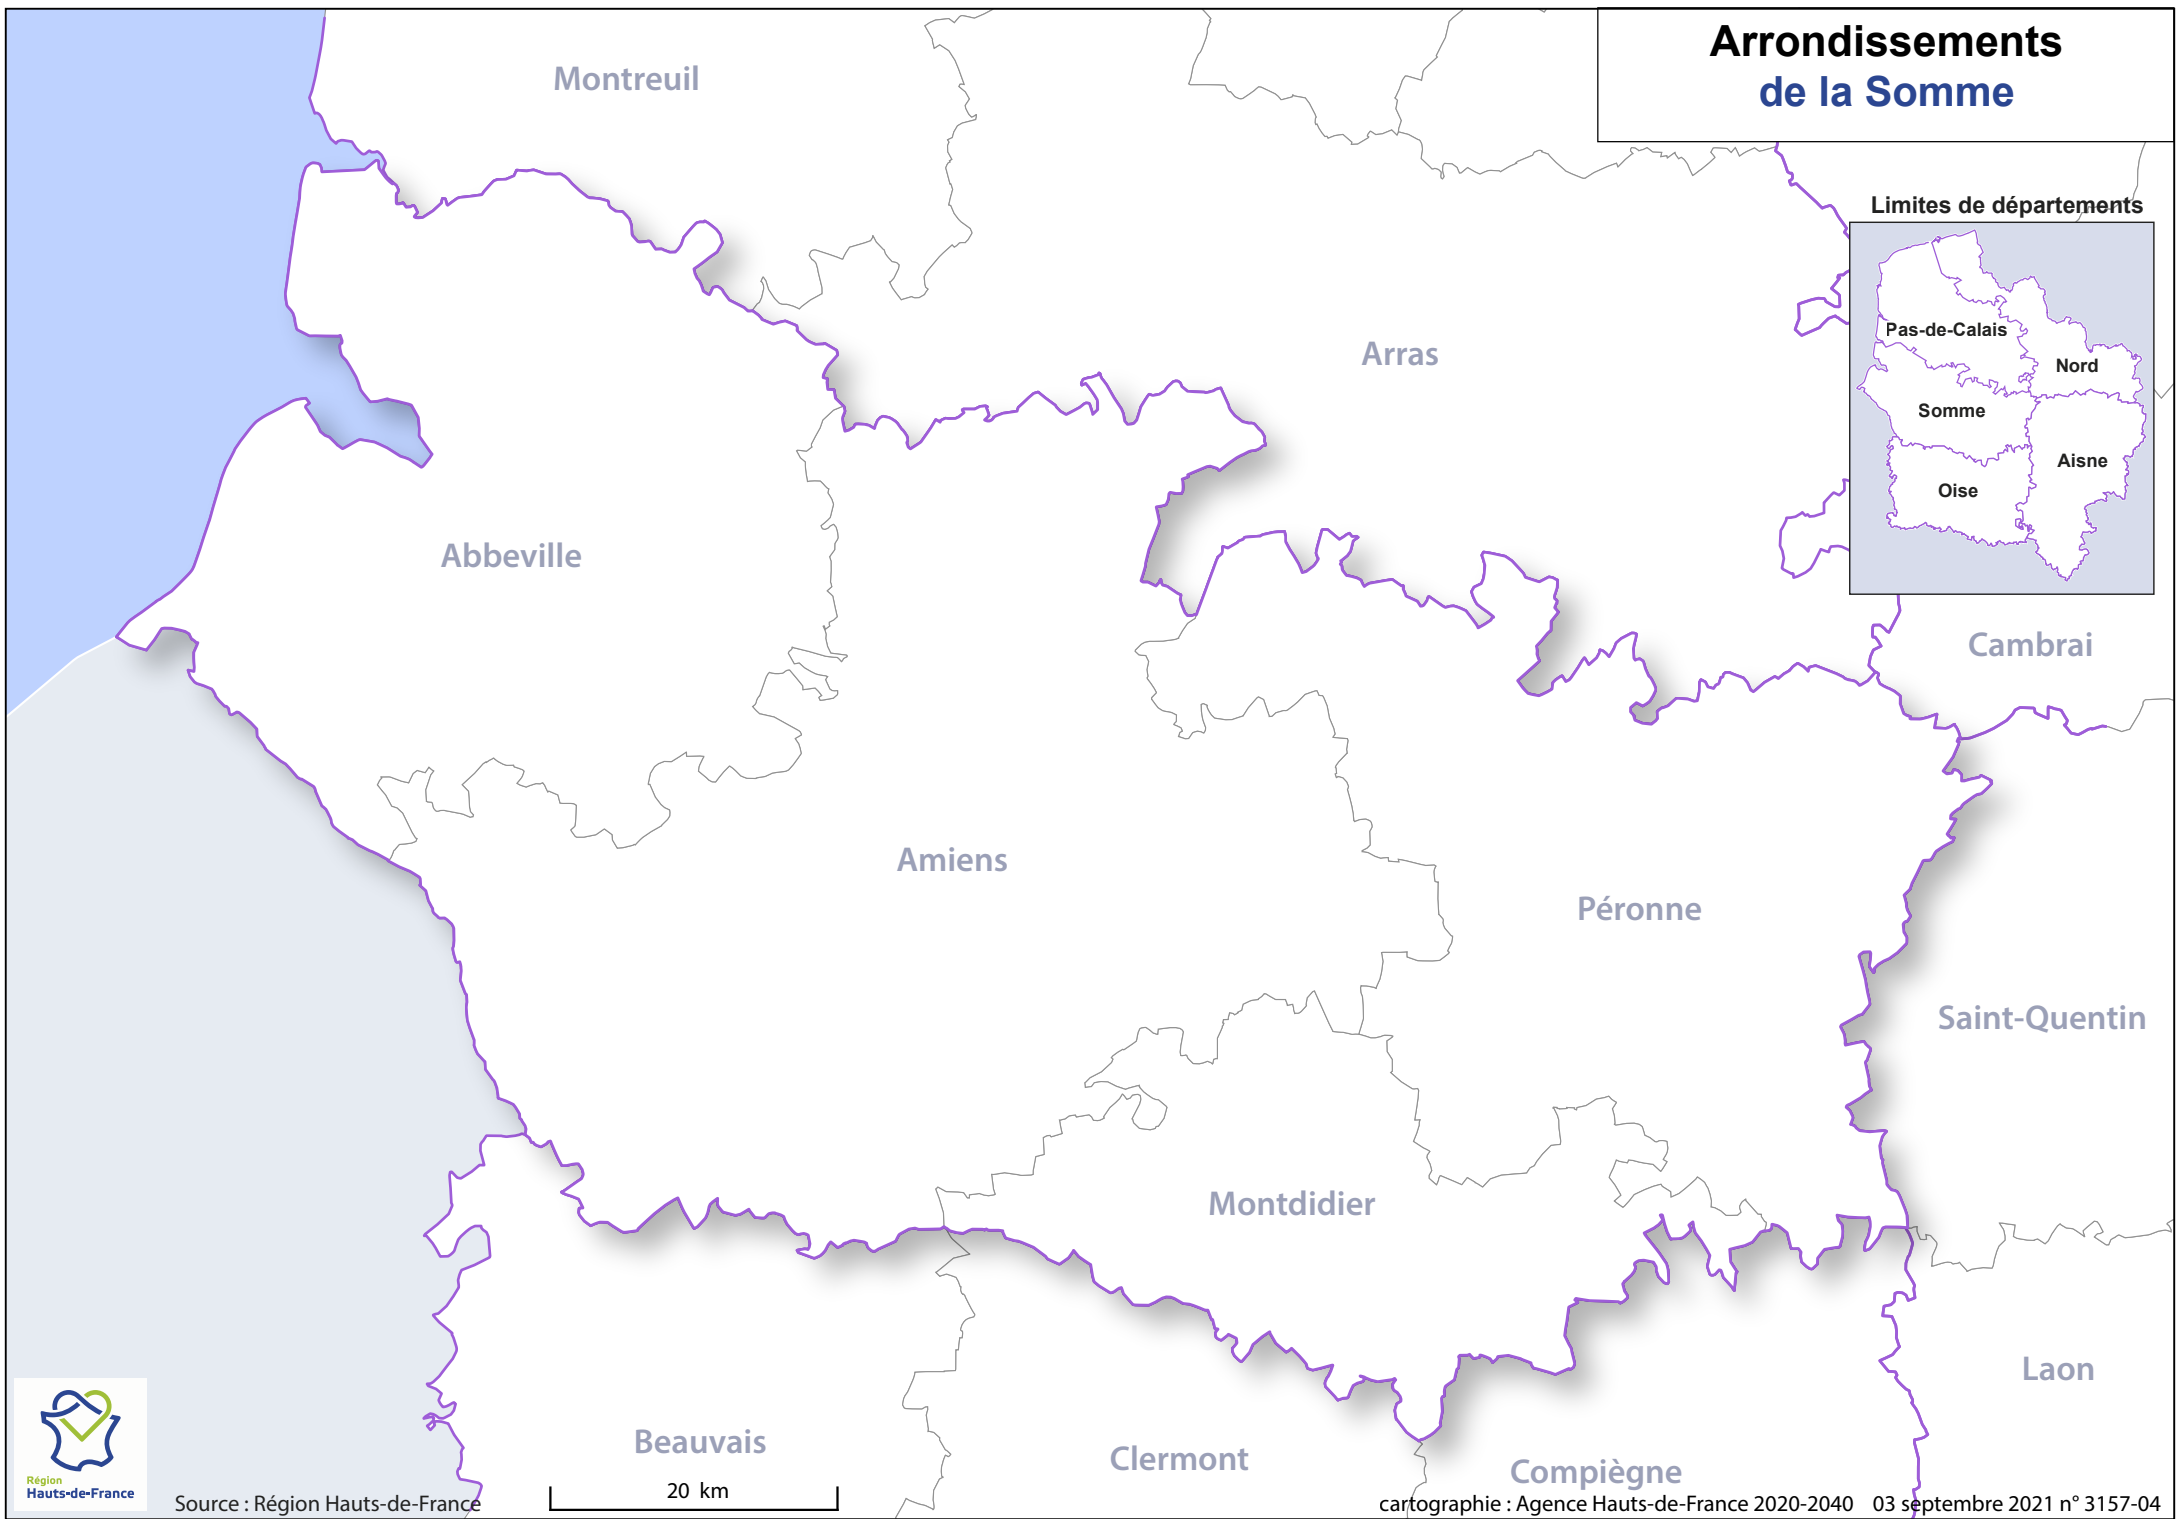 Arrondissements
de la Somme
Montreuil
Limites de départements
Pas-de-Calais
Nord
Somme
Aisne
Oise
Arras
Abbeville
Cambrai
Amiens
Péronne
Saint-Quentin
Montdidier
Laon
Beauvais
Clermont
Compiègne
Région
Hauts-de-France
Source : Région Hauts-de-France
20 km
cartographie : Agence Hauts-de-France 2020-2040 03 septembre 2021 n° 3157-04